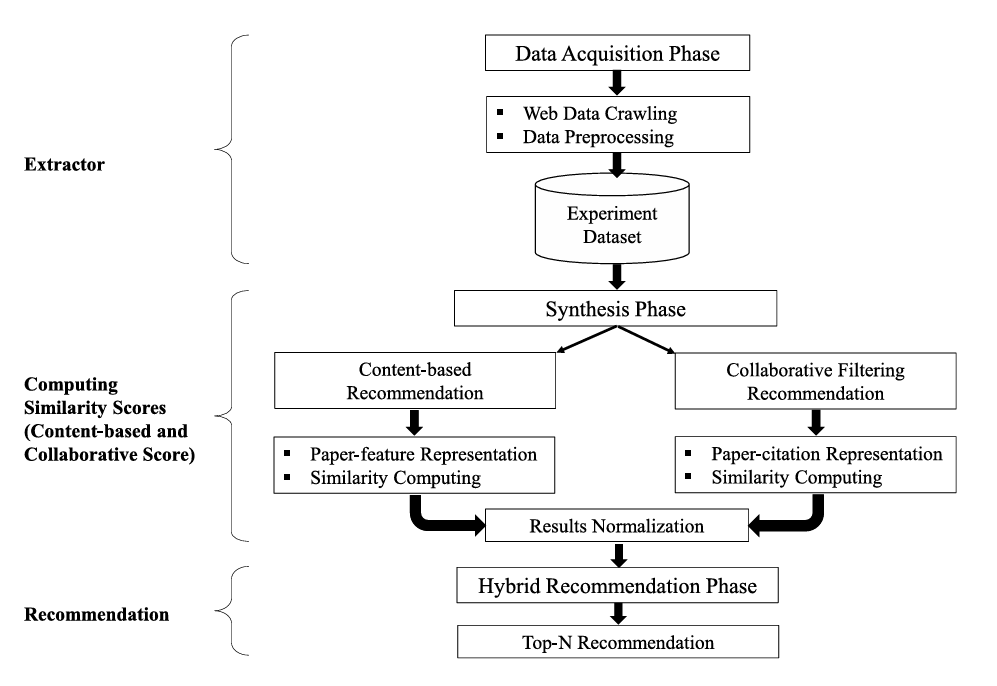 Data Acquisition Phase
▪ Web Data Crawling
▪ Data Preprocessing
Extractor
Experiment
Dataset
Synthesis Phase
Content-based
Recommendation
Collaborative Filtering
Recommendation
Computing
Similarity Scores
(Content-based and
Collaborative Score)
▪ Paper-feature Representation
▪ Similarity Computing
▪ Paper-citation Representation
▪ Similarity Computing
Results Normalization
Hybrid Recommendation Phase
Recommendation
Top-N Recommendation